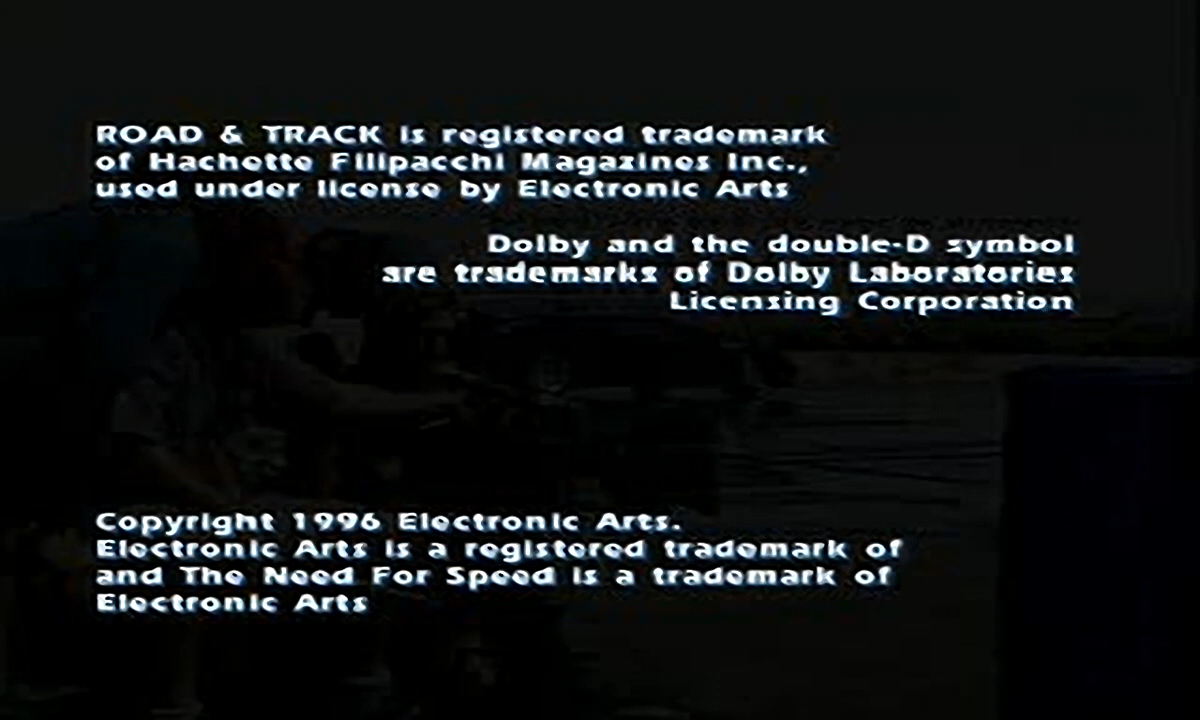 ROAD & TRACK is registered trademark
of Hachette Filipacchi Magazines Inc.,
used under license by Electronic Arts
Dolby and the double-D symbol
are trademarks of Dolby Laboratories
Licensing Corporation
Copyright 1996 Electronic Arts.
Electronic Arts is a registered trademark of
and The Need For Speed is a trademark of
Electronic Arts